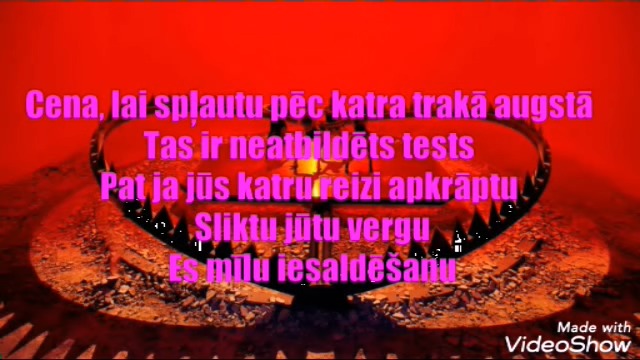 Cena, lai spļautu pēc katra trakā augstā
Tas ir neatbildēts tests
Pat ja jūs katru reizi apkrāptu
Sliktu jūtu vergu
Es mīlu iesaldēšanu
Made with
VideoShow